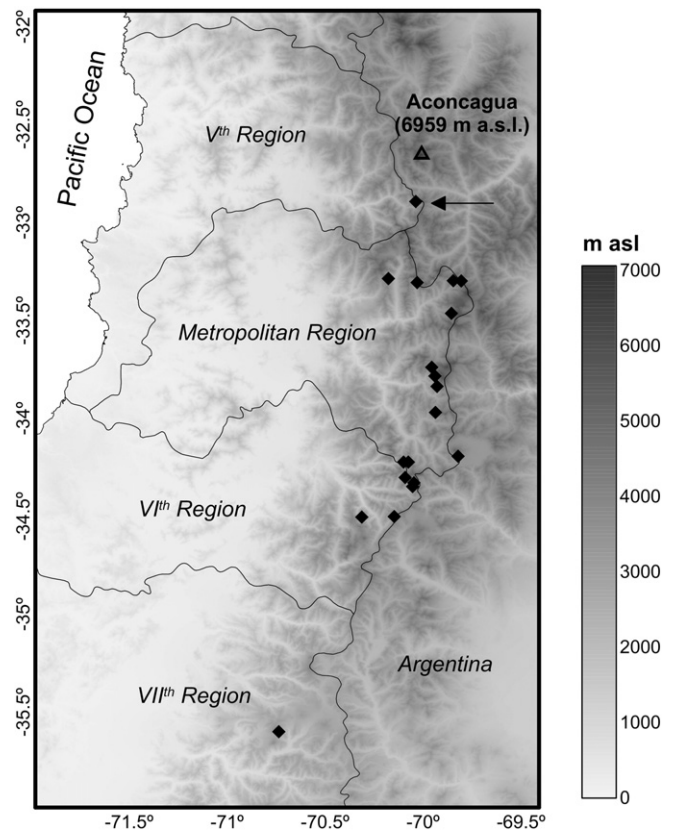 -32°
-32.5°
-33°
-33.5°
-34°
-34.5°
-35°
-35.5°
Pacific Ocean
Vth Region
Aconcagua
(6959 m a.s.l.)
Metropolitan Region
VIth Region
VIIth Region
Argentina
-71.5°
-71°
-70.5°
-70°
-69.5°
m asl
7000
6000
5000
4000
3000
2000
1000
0